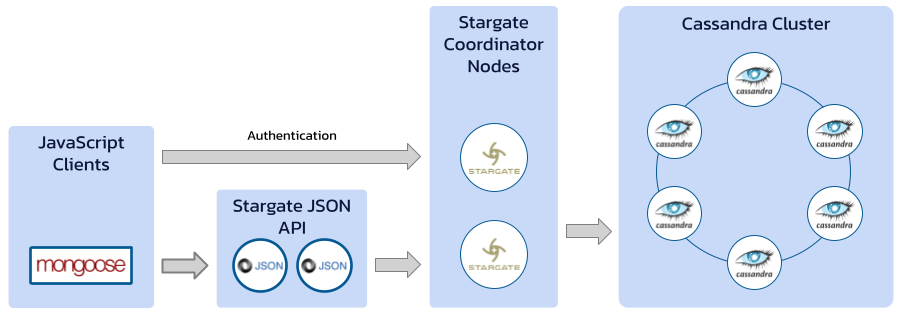 JavaScript
Clients
mongoose
Authentication
Stargate JSON
API
JSON
JSON
Stargate
Coordinator
Nodes
STARGATE
STARGATE
Cassandra Cluster
cassandra
cassandra
cassandra
cassandra
cassandra
cassandra